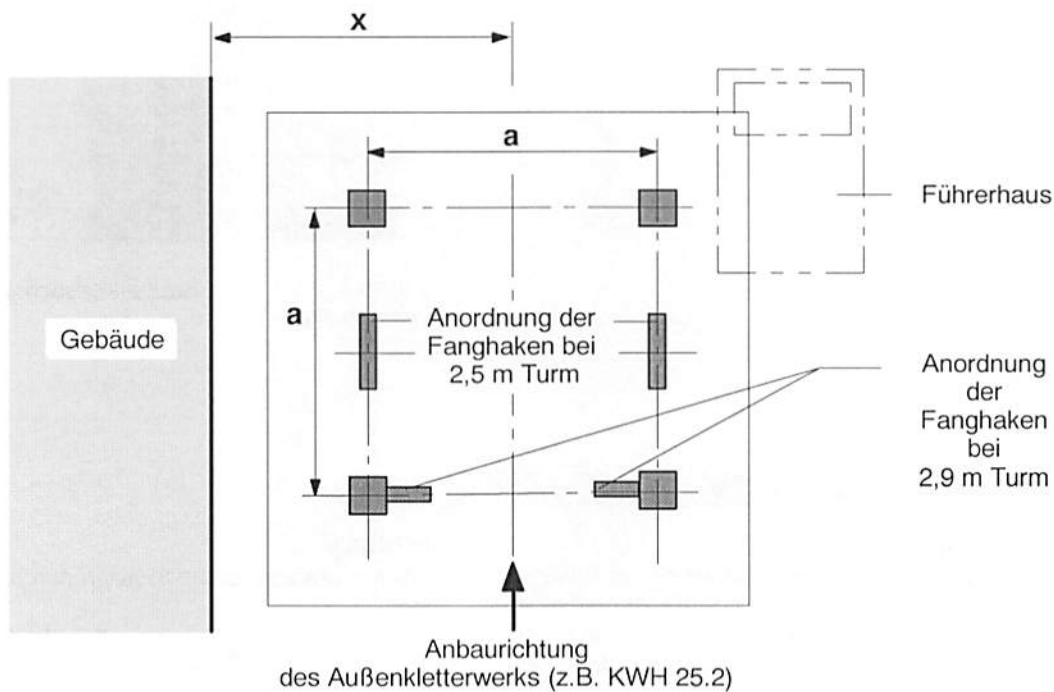 x
a
Führerhaus
a
Gebäude
Anordnung der
Fanghaken bei
2,5 m Turm
Anordnung
der
Fanghaken
bei
2,9 m Turm
Anbaurichtung
des Außenkletterwerks (z.B. KWH 25.2)